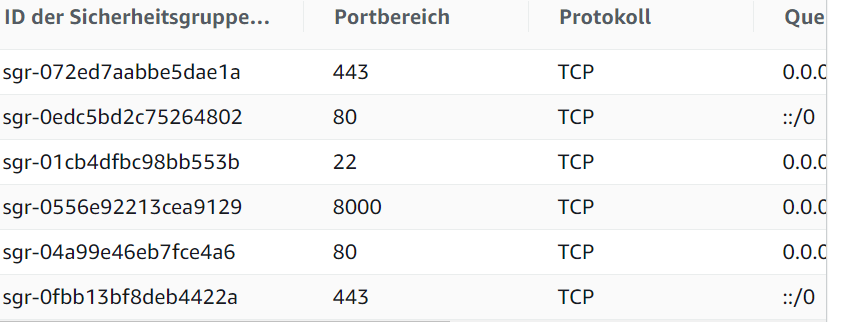 ID der Sicherheitsgruppe... Portbereich Protokoll Que
sgr-072ed7aabbe5dae1a 443 TCP 0.0.0
sgr-0edc5bd2c75264802 80 TCP ::/0
sgr-01cb4dfbc98bb553b 22 TCP 0.0.0
sgr-0556e92213cea9129 8000 TCP 0.0.0
sgr-04a99e46eb7fce4a6 80 TCP 0.0.0
sgr-0fbb13bf8deb4422a 443 TCP ::/0